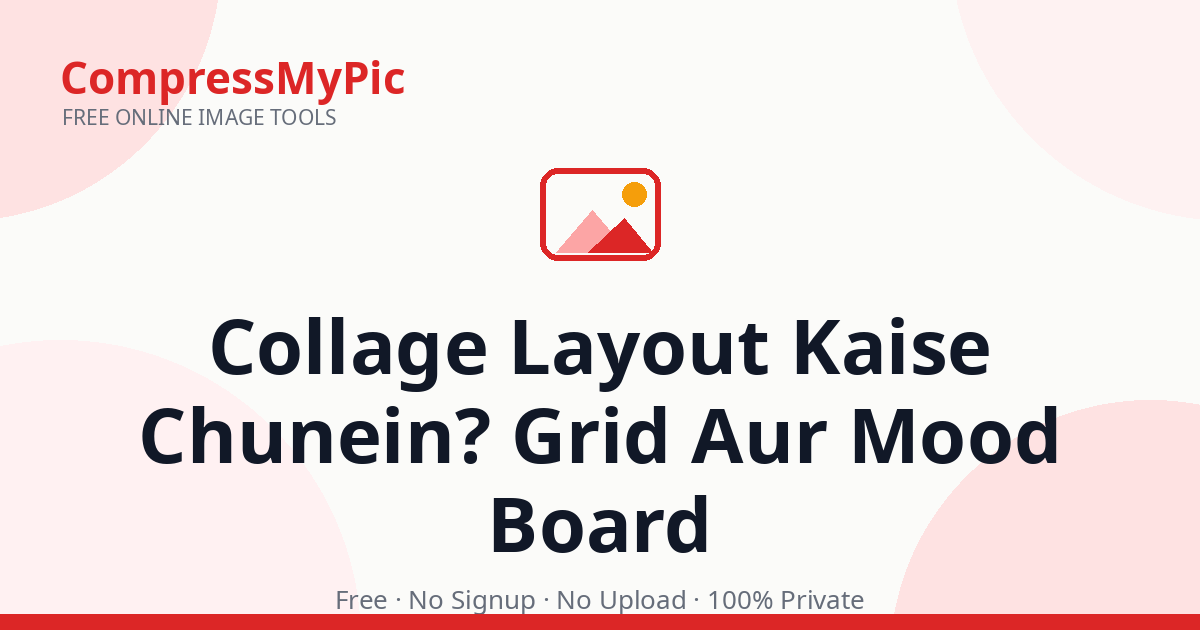 CompressMyPic
FREE ONLINE IMAGE TOOLS
Collage Layout Kaise
Chunein? Grid Aur Mood
Board
Free · No Signup · No Upload · 100% Private